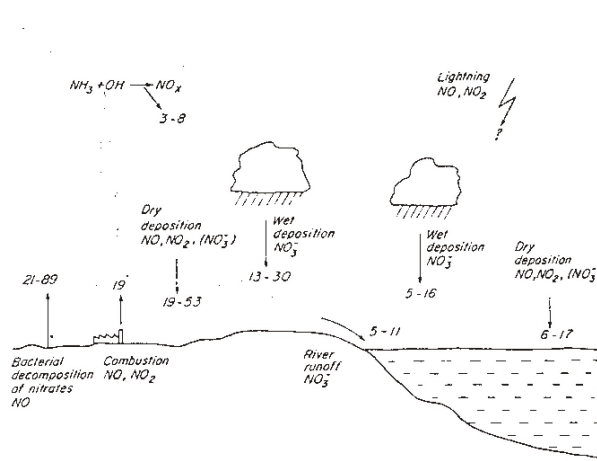 Lightning
NO, NO₂
?
NH₃ + OH → NOₓ
3-8
Dry
deposition
NO, NO₂, (NO₃⁻)
19-53
Wet
deposition
NO₃⁻
13-30
Wet
deposition
NO₃⁻
5-16
Dry
deposition
NO, NO₂, (NO₃⁻
6-17
21-89
19
5-11
Bacterial
decomposition
of nitrates
NO
Combustion
NO, NO₂
River
runoff
NO₃⁻